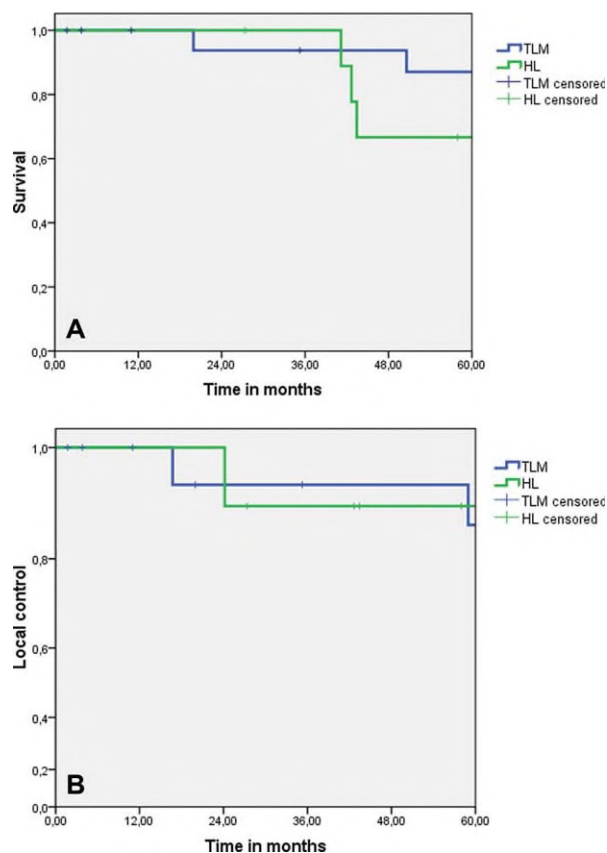 1,0
0,8
0,6
0,4
0,2
0,0
Survival
A
0,00 12,00 24,00 36,00 48,00 60,00
Time in months
TLM
HL
TLM censored
HL censored
1,0
0,8
0,6
0,4
0,2
0,0
Local control
B
0,00 12,00 24,00 36,00 48,00 60,00
Time in months
TLM
HL
TLM censored
HL censored